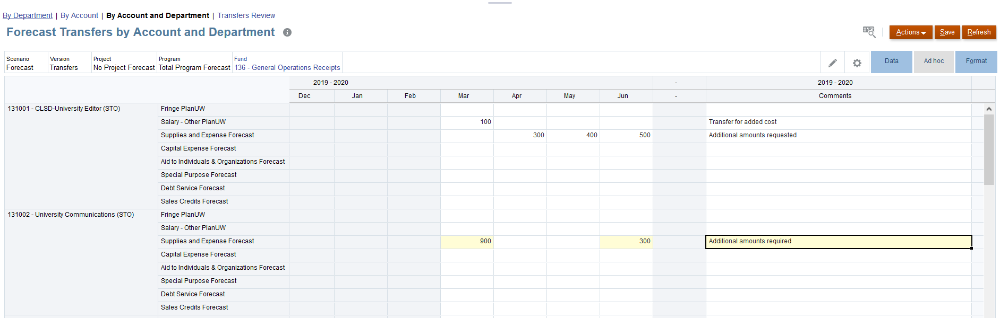 By Department | By Account | By Account and Department | Transfers Review
Forecast Transfers by Account and Department
Actions Save Refresh
Scenario Version Project Program Fund
Forecast Transfers No Project Forecast Total Program Forecast 136 - General Operations Receipts
Data Ad hoc Format
2019 - 2020 - 2019 - 2020
Dec Jan Feb Mar Apr May Jun - Comments
131001 - CLSD-University Editor (STO) Fringe PlanUW
Salary - Other PlanUW 100 Transfer for added cost
Supplies and Expense Forecast 300 400 500 Additional amounts requested
Capital Expense Forecast
Aid to Individuals & Organizations Forecast
Special Purpose Forecast
Debt Service Forecast
Sales Credits Forecast
131002 - University Communications (STO) Fringe PlanUW
Salary - Other PlanUW
Supplies and Expense Forecast 900 300 Additional amounts required
Capital Expense Forecast
Aid to Individuals & Organizations Forecast
Special Purpose Forecast
Debt Service Forecast
Sales Credits Forecast